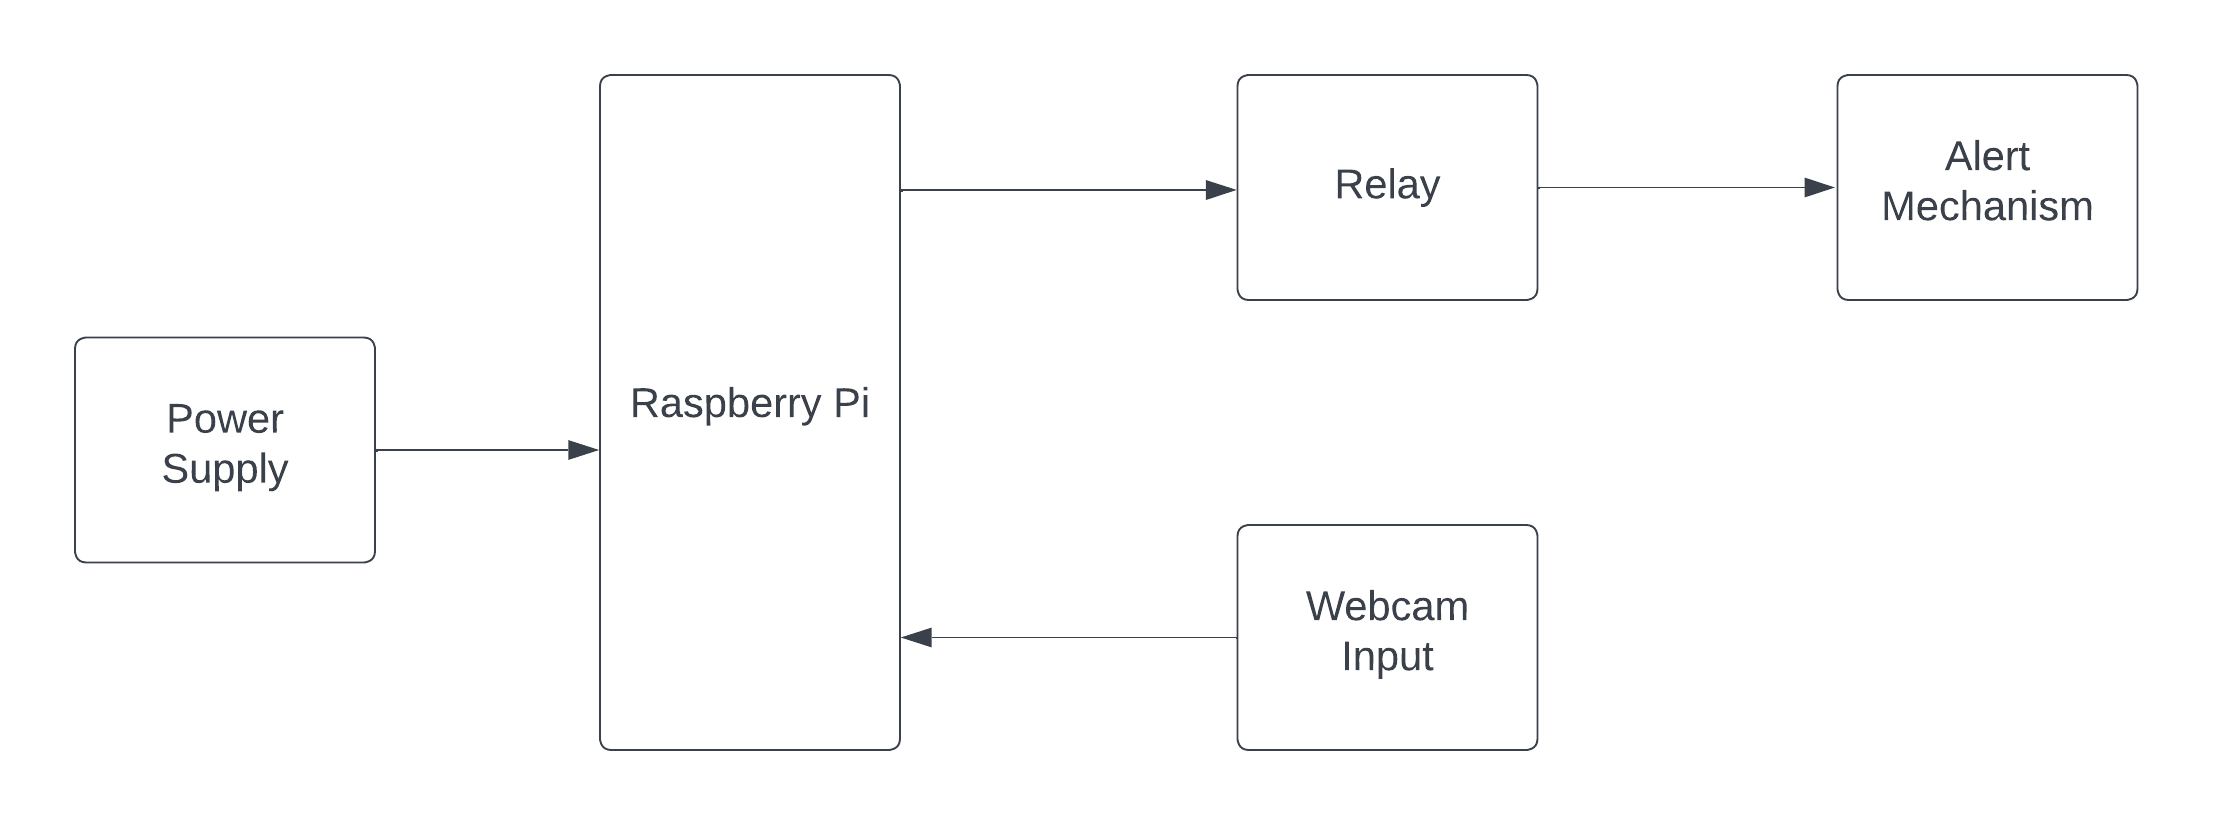 Power
Supply
Raspberry Pi
Relay
Alert
Mechanism
Webcam
Input